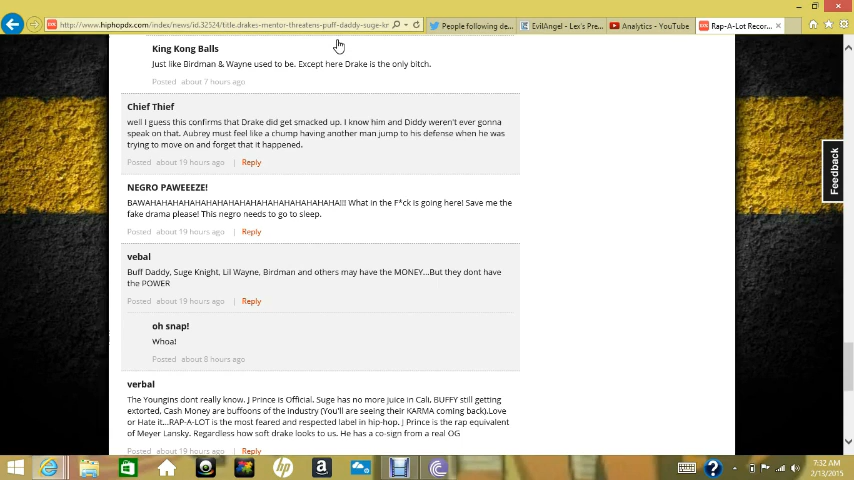 http://www.hiphopdx.com/index/news/id.32524/title.drakes-mentor-threatens-puff-daddy-suge-kr
People following de...
EvilAngel - Lex's Pre...
Analytics - YouTube
Rap-A-Lot Recor...
King Kong Balls
Just like Birdman & Wayne used to be. Except here Drake is the only bitch.
Posted about 7 hours ago
Chief Thief
well I guess this confirms that Drake did get smacked up. I know him and Diddy weren't ever gonna
speak on that. Aubrey must feel like a chump having another man jump to his defense when he was
trying to move on and forget that it happened.
Posted about 19 hours ago | Reply
NEGRO PAWEEEZE!
BAWAHAHAHAHAHAHAHAHAHAHAHAHAHAHAHAHAHA!!! What in the F*ck is going here! Save me the
fake drama please! This negro needs to go to sleep.
Posted about 19 hours ago | Reply
vebal
Buff Daddy, Suge Knight, Lil Wayne, Birdman and others may have the MONEY...But they dont have
the POWER
Posted about 19 hours ago | Reply
oh snap!
Whoa!
Posted about 8 hours ago
verbal
The Youngins dont really know. J Prince is Official. Suge has no more juice in Cali. BUFFY still getting
extorted. Cash Money are buffoons of the industry (You'll are seeing their KARMA coming back).Love
or Hate it...RAP-A-LOT is the most feared and respected label in hip-hop. J Prince is the rap equivalent
of Meyer Lansky. Regardless how soft drake looks to us. He has a co-sign from a real OG
Posted about 19 hours ago | Reply
Feedback
7:32 AM
2/13/2015